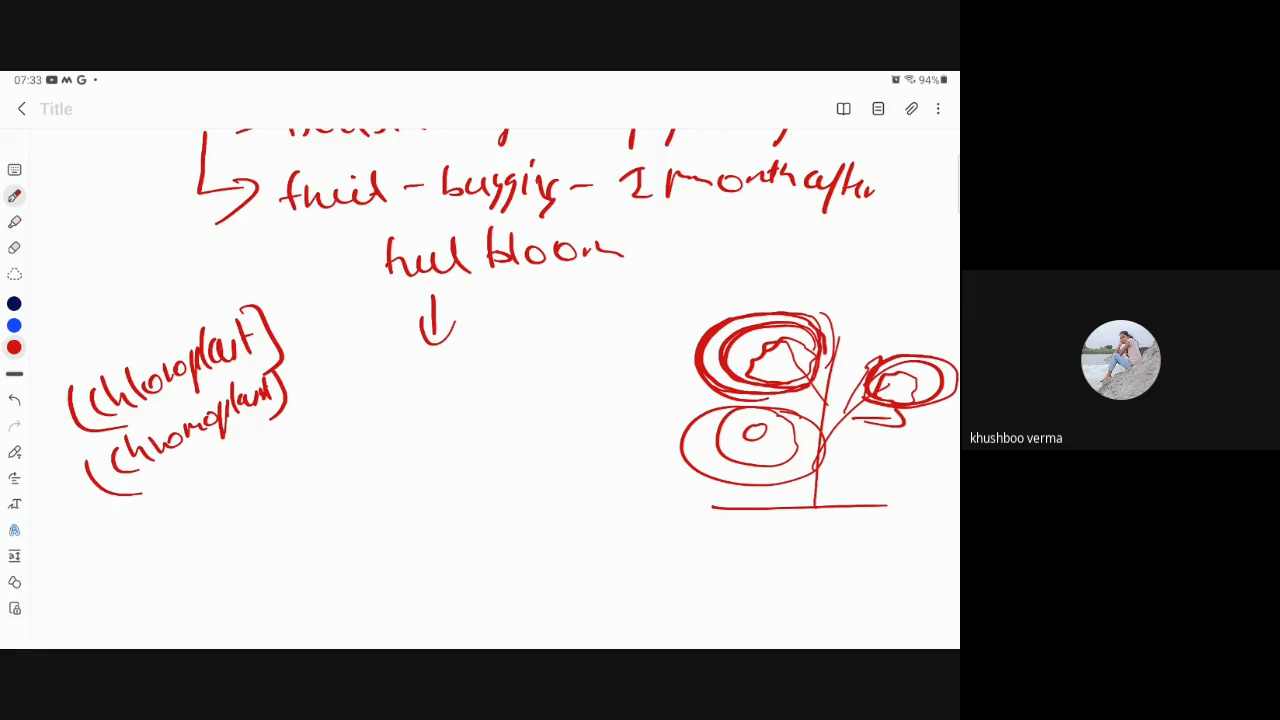 07:33
94%
Title
fruit - bagging - 1 month after
full bloom
(chloroplast)
(chromoplast)
khushboo verma